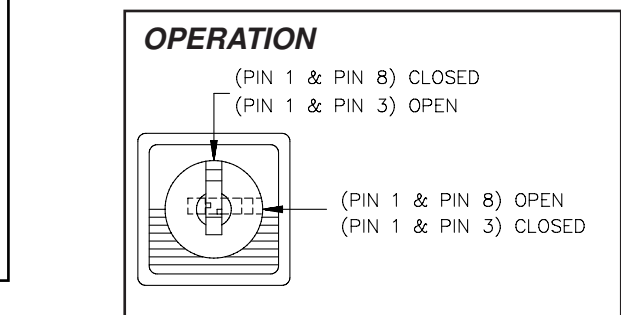 OPERATION
(PIN 1 & PIN 8) CLOSED
(PIN 1 & PIN 3) OPEN
(PIN 1 & PIN 8) OPEN
(PIN 1 & PIN 3) CLOSED